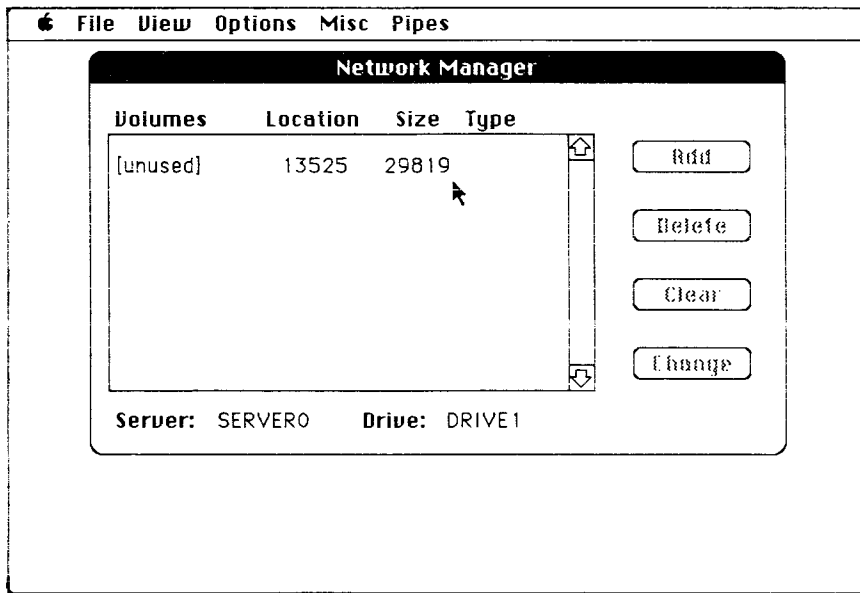 File View Options Misc Pipes
Network Manager
Volumes Location Size Type
[unused] 13525 29819
Add
Delete
Clear
Change
Server: SERVER0 Drive: DRIVE1